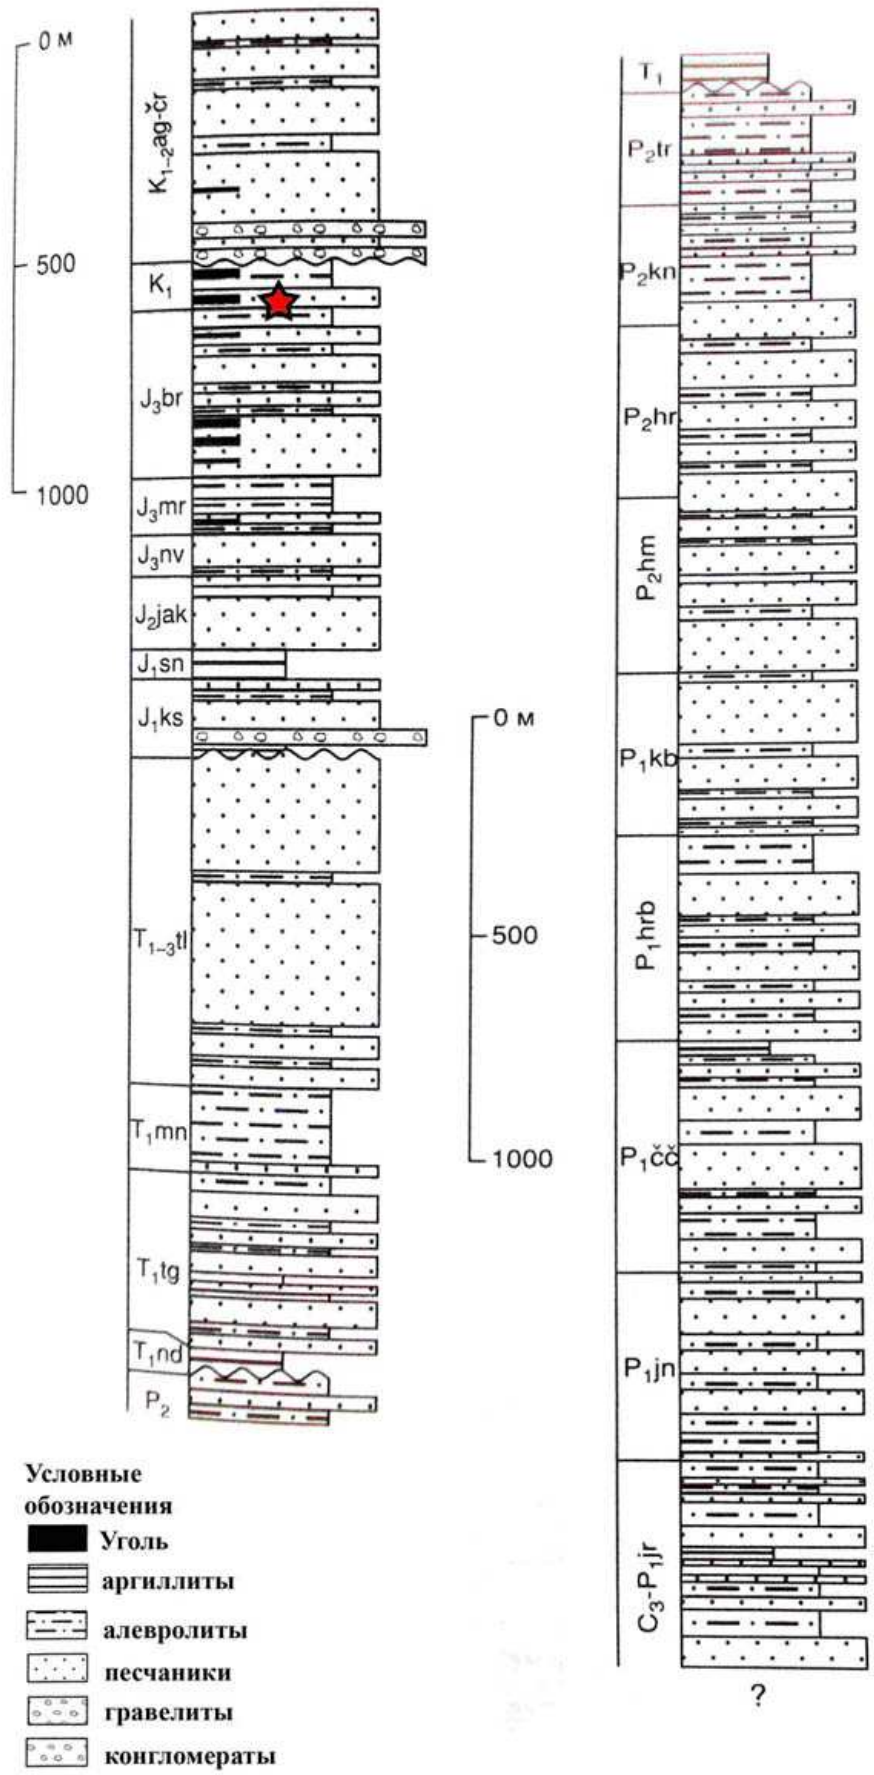 0 м
500
1000
K₁₋₂ag-čr
K₁
J₃br
J₃mr
J₃nv
J₂jak
J₁sn
J₁ks
T₁₋₃tl
T₁mn
T₁tg
T₁nd
P₂
T₁
P₂tr
P₂kn
P₂hr
P₂hm
P₁kb
P₁hrb
P₁čč
P₁jn
C₃-P₁jr
?
0 м
500
1000
Условные
обозначения
Уголь
аргиллиты
алевролиты
песчаники
гравелиты
конгломераты